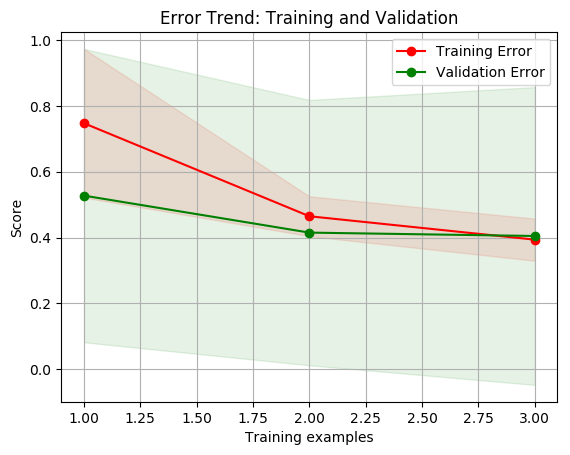 Error Trend: Training and Validation
1.0
0.8
0.6
0.4
0.2
0.0
Score
Training Error
Validation Error
1.00 1.25 1.50 1.75 2.00 2.25 2.50 2.75 3.00
Training examples